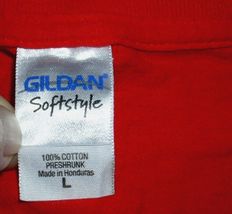 GILDAN
Softstyle
100% COTTON
PRESHRUNK
Made in Honduras
L